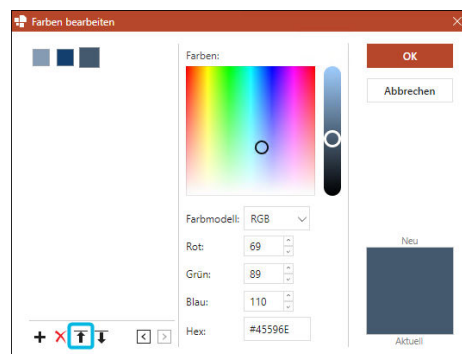 Farben bearbeiten
Farben:
OK
Abbrechen
Farbmodell: RGB
Rot: 69
Grün: 89
Blau: 110
Hex: #45596E
Neu
Aktuell